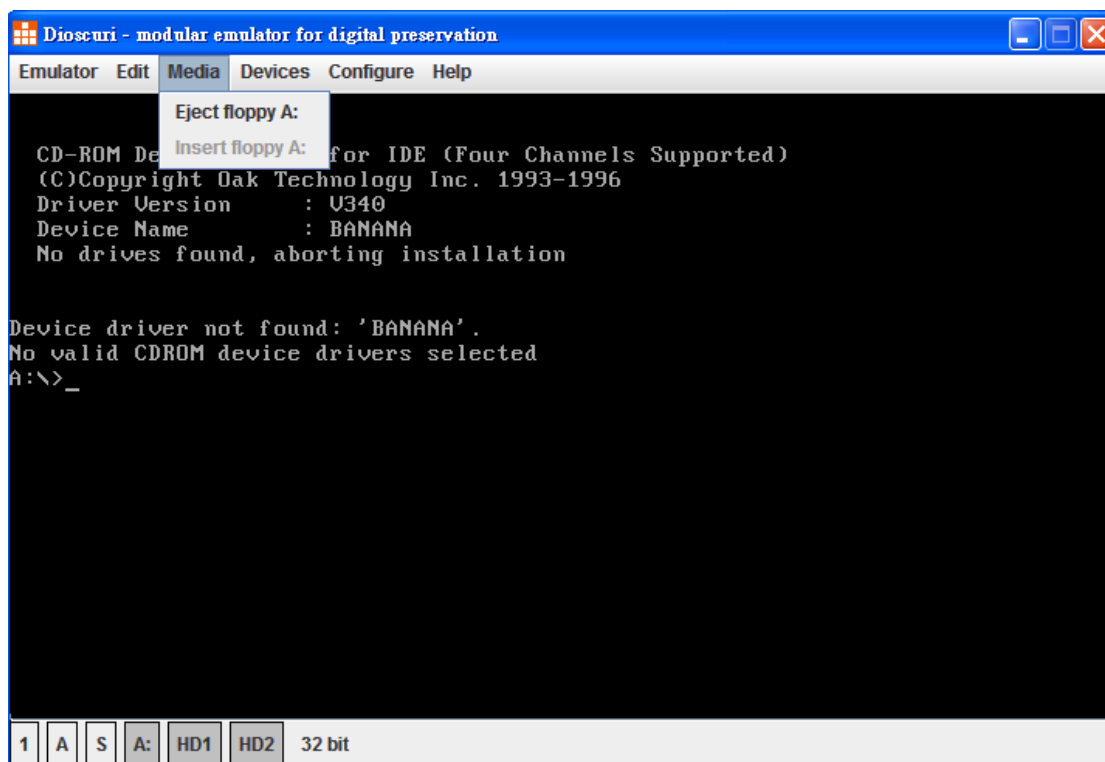 Dioscuri - modular emulator for digital preservation
Emulator Edit Media Devices Configure Help
Eject floppy A:
Insert floppy A:
CD-ROM De for IDE (Four Channels Supported)
(C)Copyright Oak Technology Inc. 1993-1996
Driver Version : V340
Device Name : BANANA
No drives found, aborting installation
Device driver not found: 'BANANA'.
No valid CDROM device drivers selected
A:\>_
1 A S A: HD1 HD2 32 bit